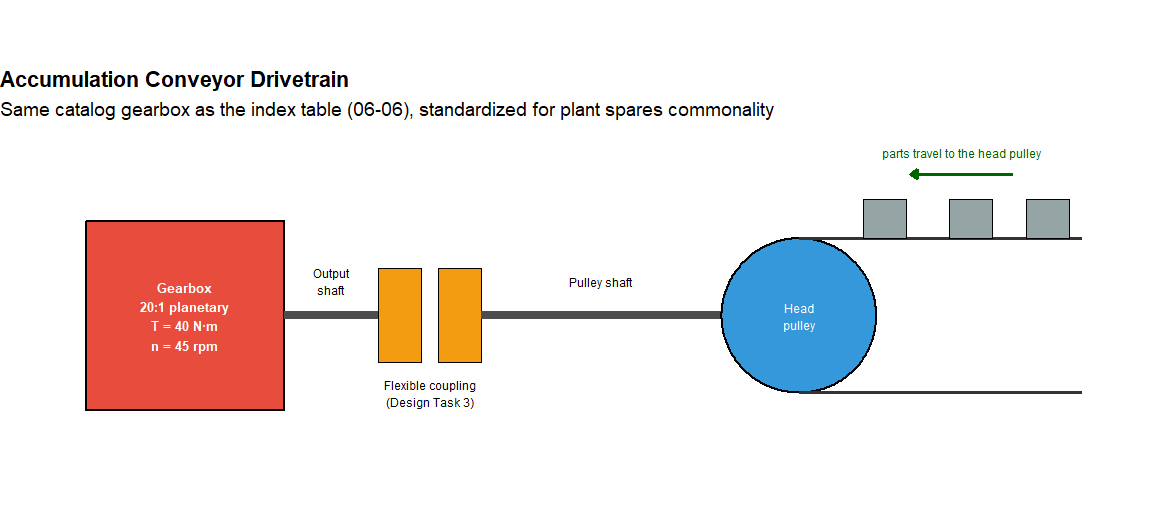 Accumulation Conveyor Drivetrain
Same catalog gearbox as the index table (06-06), standardized for plant spares commonality
parts travel to the head pulley
Gearbox
20:1 planetary
T = 40 N·m
n = 45 rpm
Output
shaft
Pulley shaft
Head
pulley
Flexible coupling
(Design Task 3)